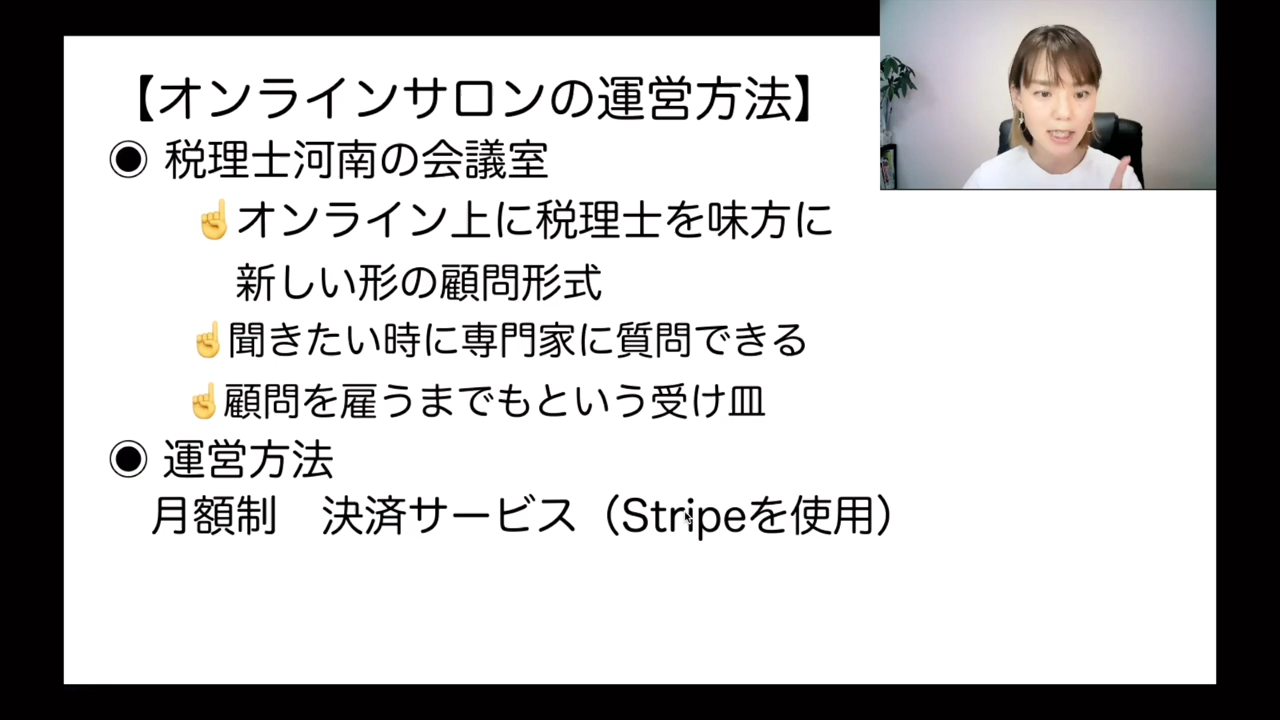 【オンラインサロンの運営方法】
◉ 税理士河南の会議室
☝オンライン上に税理士を味方に
新しい形の顧問形式
☝聞きたい時に専門家に質問できる
☝顧問を雇うまでもという受け皿
◉ 運営方法
月額制　決済サービス（Stripeを使用）